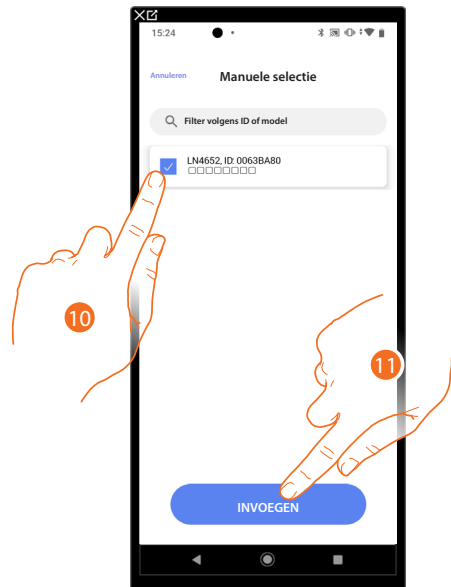 15:24
Annuleren Manuele selectie
Filter volgens ID of model
LN4652, ID: 0063BA80
□□□□□□□□
10
11
INVOEGEN